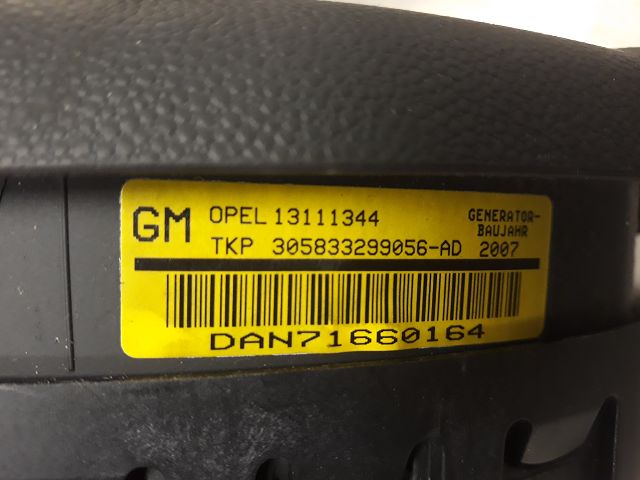 GM OPEL 13111344 GENERATOR-
BAUJAHR
TKP 305833299056-AD 2007
DAN71660164